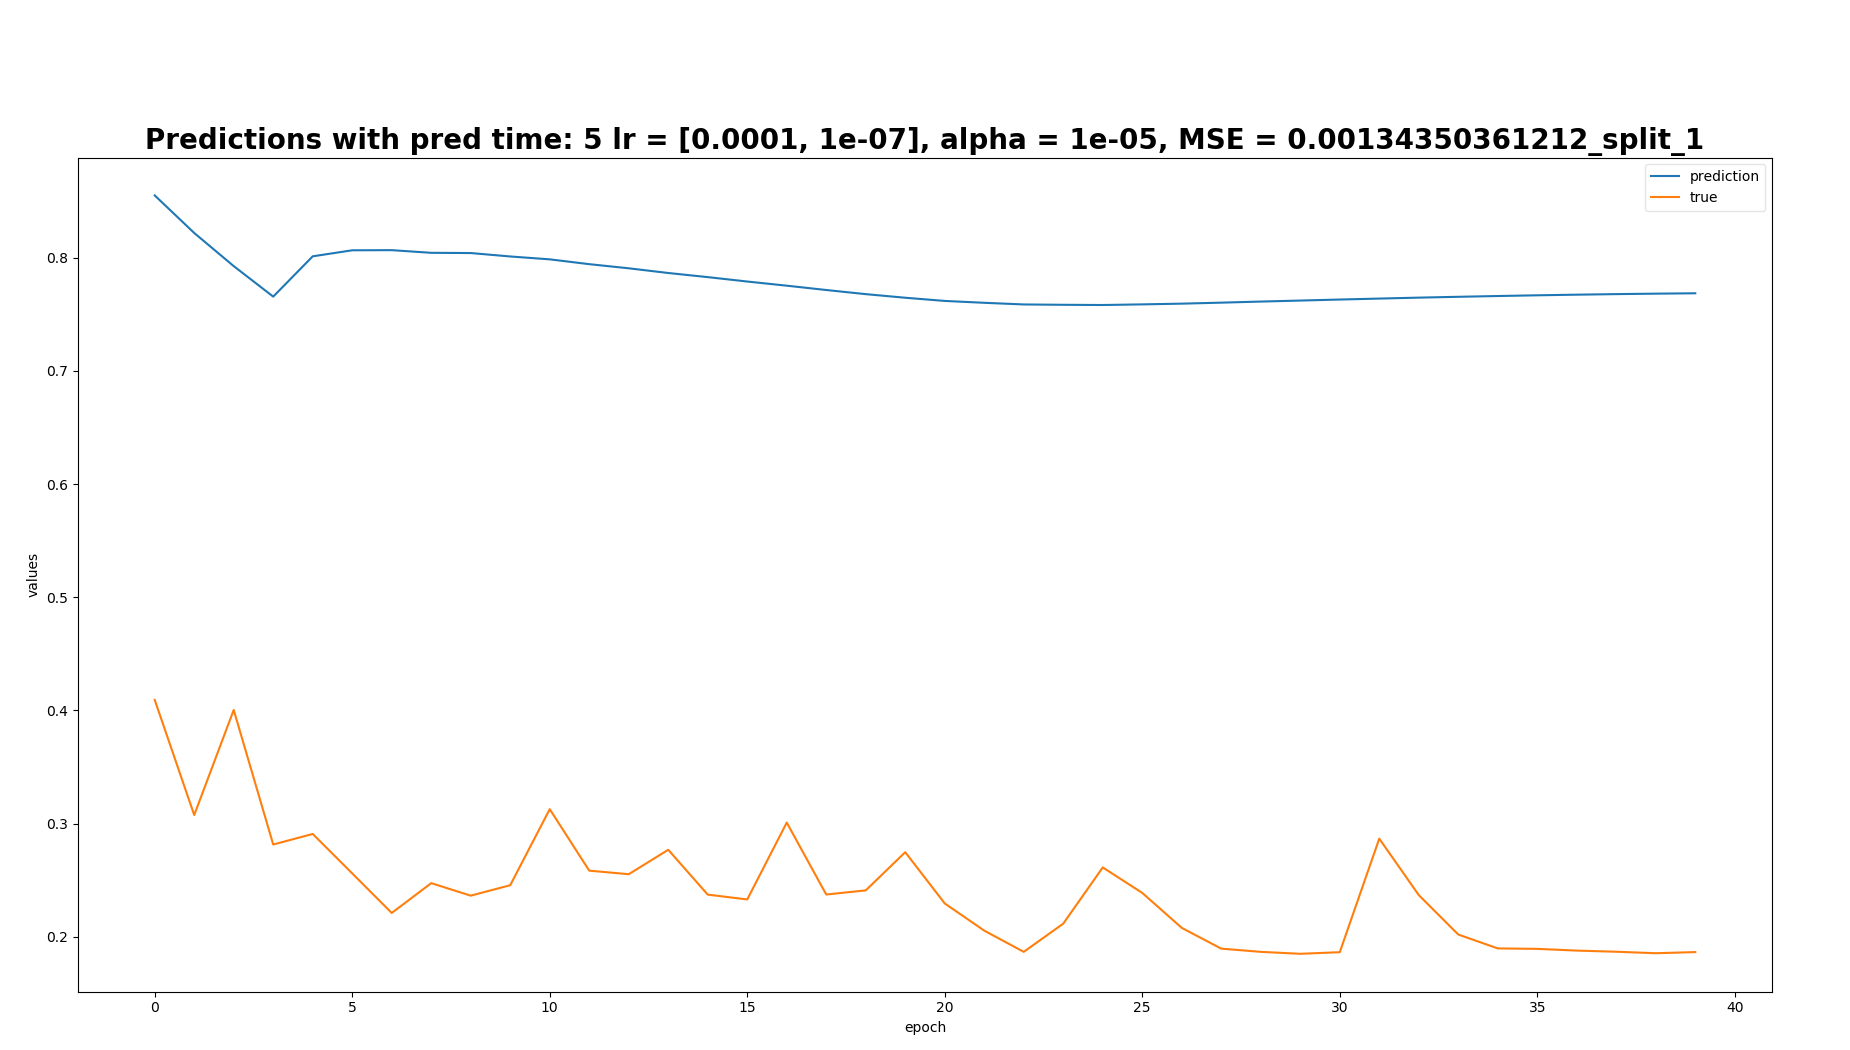 Predictions with pred time: 5 lr = [0.0001, 1e-07], alpha = 1e-05, MSE = 0.00134350361212_split_1
prediction
true
values
0.8
0.7
0.6
0.5
0.4
0.3
0.2
0 5 10 15 20 25 30 35 40
epoch